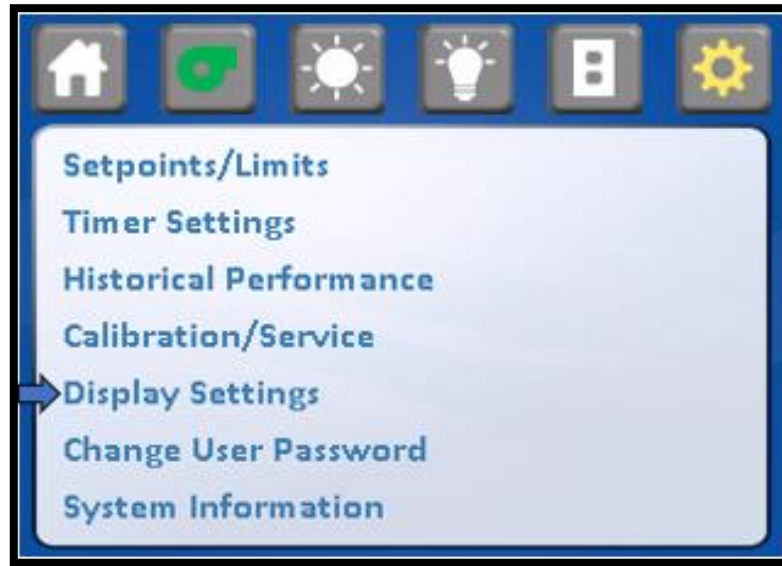 Setpoints/Limits
Timer Settings
Historical Performance
Calibration/Service
Display Settings
Change User Password
System Information